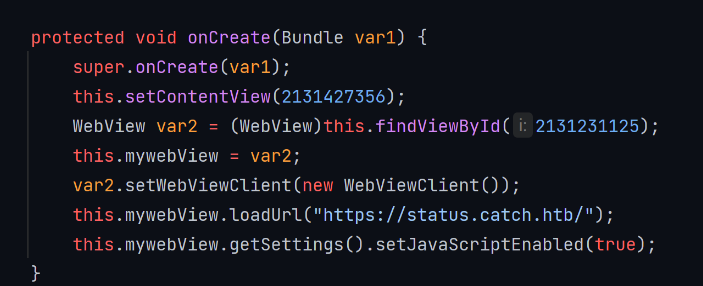 protected void onCreate(Bundle var1) {
    super.onCreate(var1);
    this.setContentView(2131427356);
    WebView var2 = (WebView)this.findViewById( i: 2131231125);
    this.mywebView = var2;
    var2.setWebViewClient(new WebViewClient());
    this.mywebView.loadUrl("https://status.catch.htb/");
    this.mywebView.getSettings().setJavaScriptEnabled(true);
}